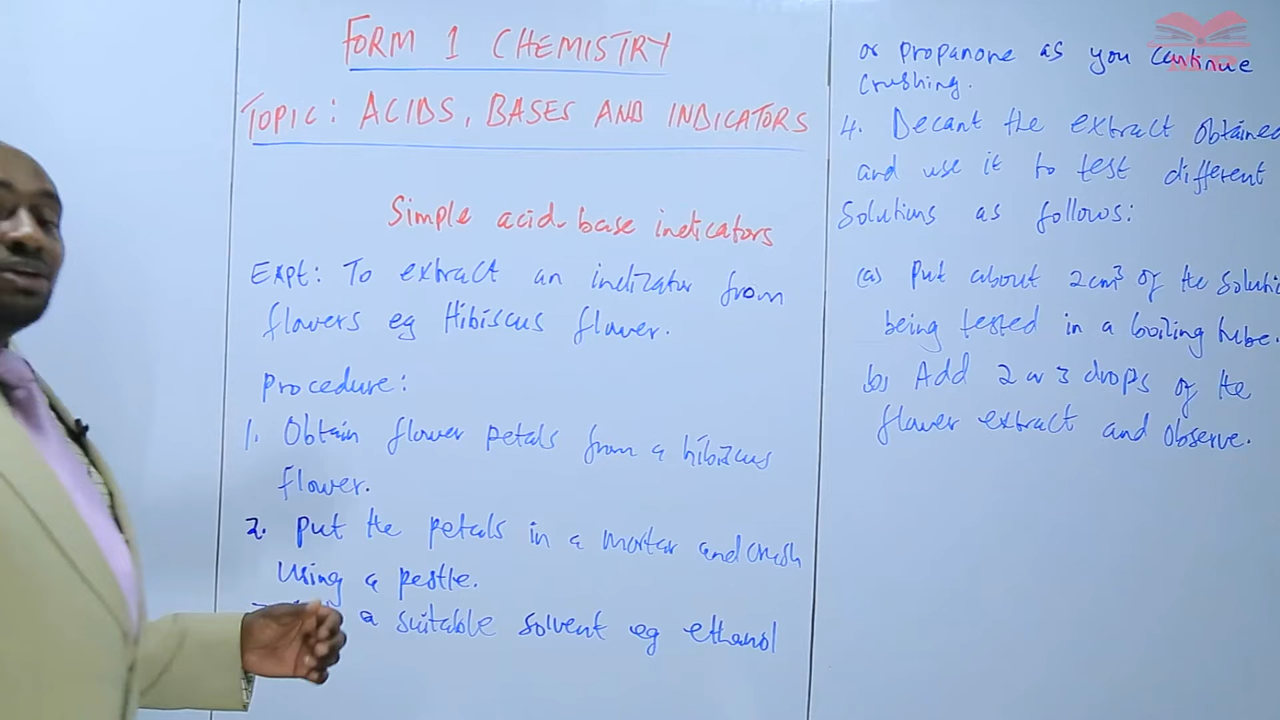 FORM 1 CHEMISTRY
TOPIC: ACIDS, BASES AND INDICATORS
Simple acid-base indicators
Expt: To extract an indicator from
flowers eg Hibiscus flower.
Procedure:
1. Obtain flower petals from a hibiscus
flower.
2. Put the petals in a mortar and crush
using a pestle.
a suitable solvent eg ethanol
or propanone as you continue
crushing.
4. Decant the extract obtained
and use it to test different
solutions as follows:
(a) Put about 2cm³ of the solutio
being tested in a boiling tube.
b) Add 2 or 3 drops of the
flower extract and observe.